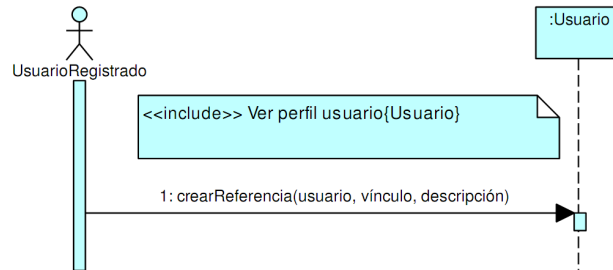 :Usuario
UsuarioRegistrado
<<include>> Ver perfil usuario{Usuario}
1: crearReferencia(usuario, vínculo, descripción)